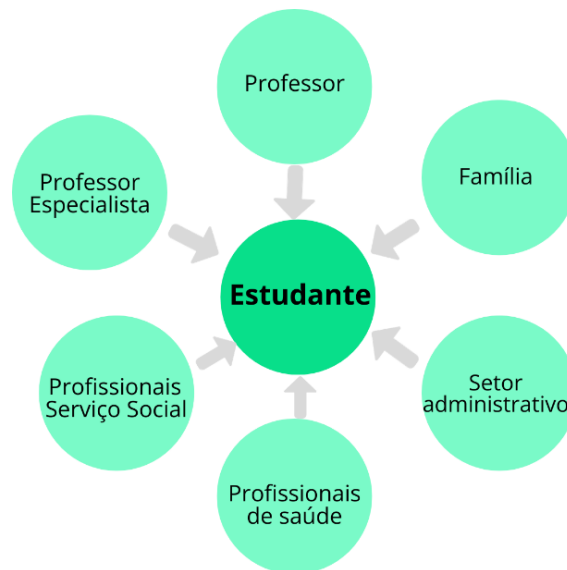 Professor
Professor
Especialista
Família
Estudante
Profissionais
Serviço Social
Setor
administrativo
Profissionais
de saúde